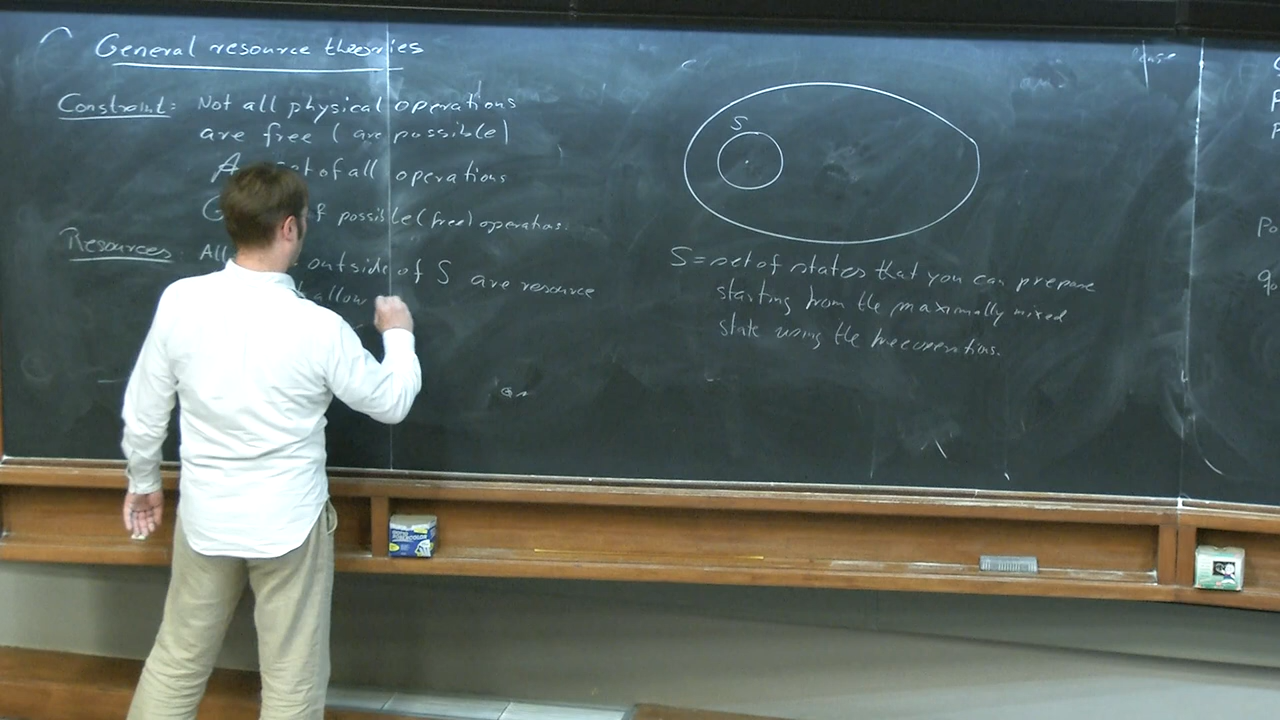 General resource theories
Constraint: Not all physical operations
are free (are possible)
A set of all operations
G f possible (free) operations.
Resources: All outside of S are resource
allow
S
S = set of states that you can prepare
starting from the maximally mixed
state using the free operations.